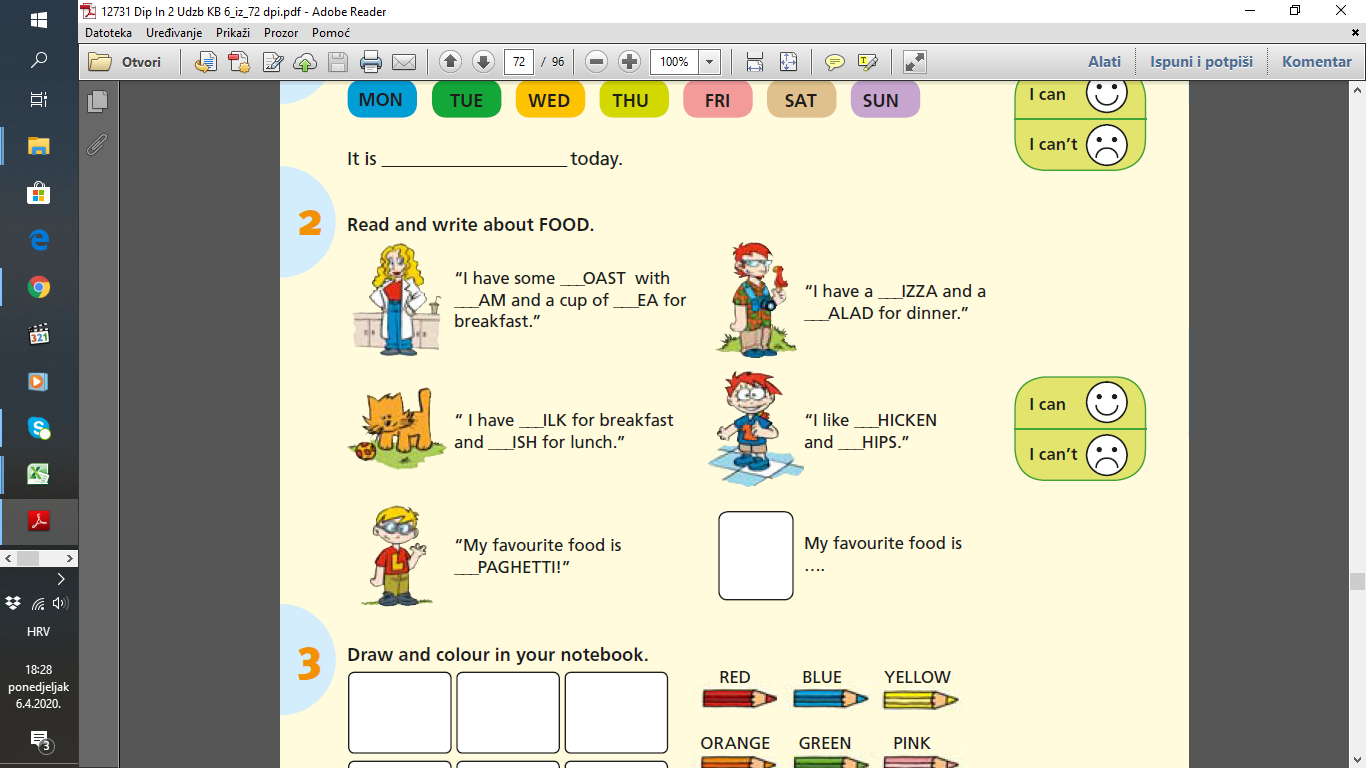 12731 Dip In 2 Udzb KB 6_iz_72 dpi.pdf - Adobe Reader
Datoteka Uređivanje Prikaži Prozor Pomoć
Otvori 72 / 96 100% Alati Ispuni i potpiši Komentar
MON TUE WED THU FRI SAT SUN
I can
I can't
It is ____________________ today.
2 Read and write about FOOD.
"I have some ___OAST with
___AM and a cup of ___EA for
breakfast."
"I have a ___IZZA and a
___ALAD for dinner."
" I have ___ILK for breakfast
and ___ISH for lunch."
"I like ___HICKEN
and ___HIPS."
I can
I can't
"My favourite food is
___PAGHETTI!"
My favourite food is
....
3 Draw and colour in your notebook.
RED BLUE YELLOW
ORANGE GREEN PINK
321
HRV
18:28
ponedjeljak
6.4.2020.
3